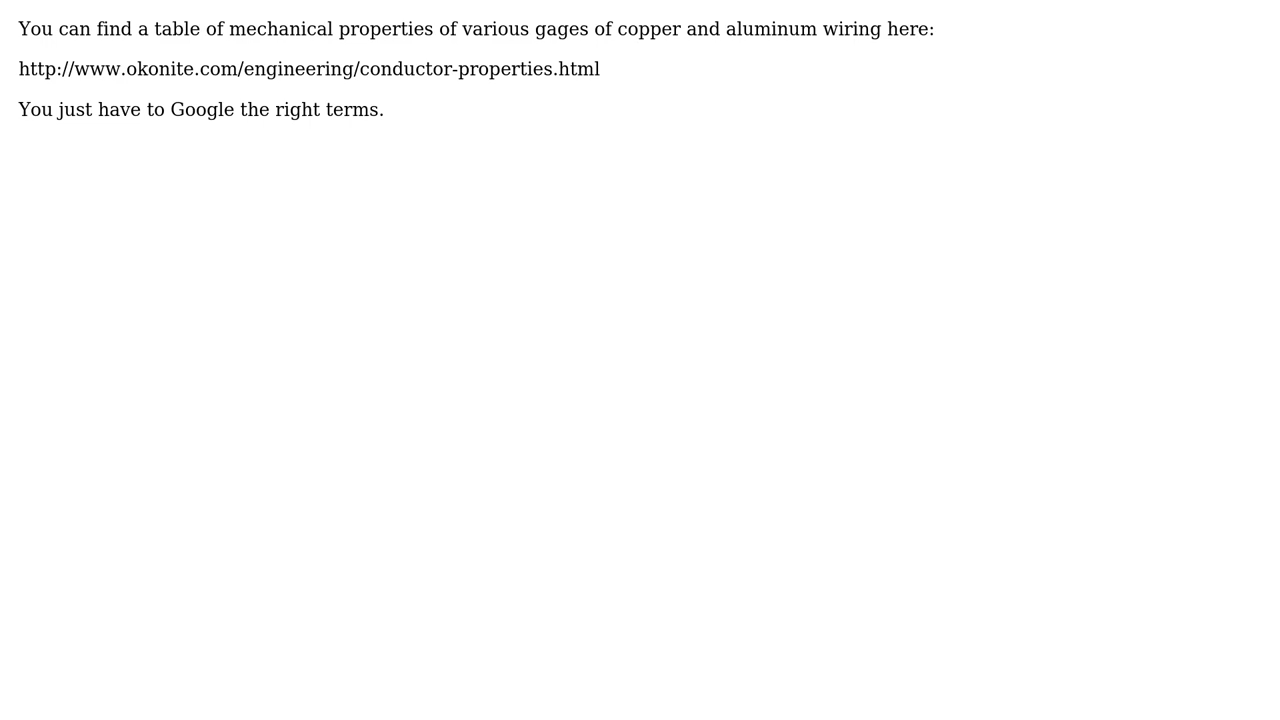 You can find a table of mechanical properties of various gages of copper and aluminum wiring here:
http://www.okonite.com/engineering/conductor-properties.html
You just have to Google the right terms.